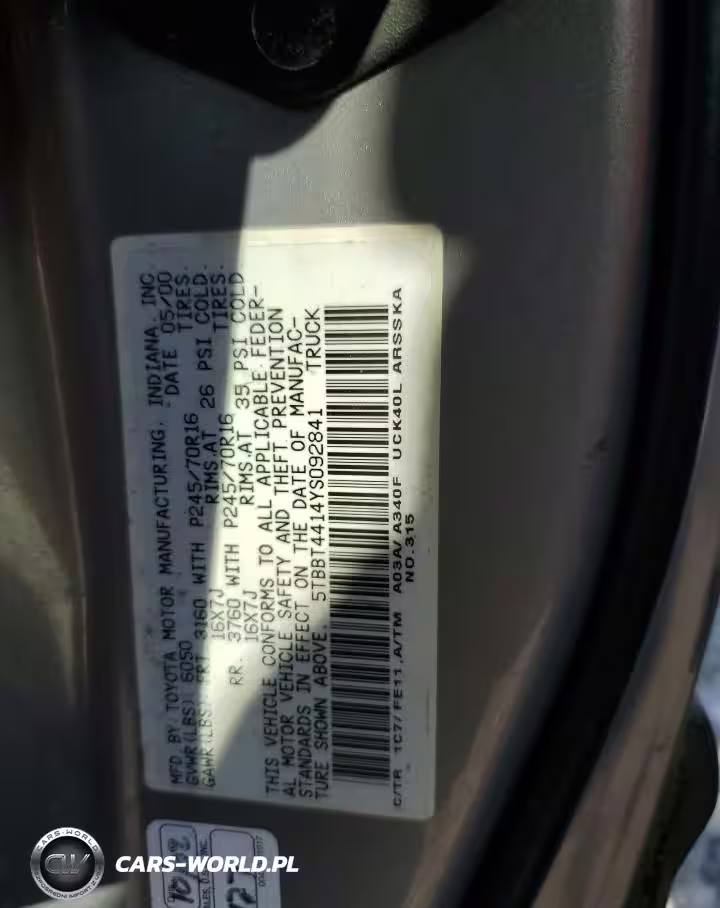 MFD BY: TOYOTA MOTOR MANUFACTURING, INDIANA, INC
DATE 05/00
GVWR(LBS) 6050
GAWR(LBS) FRT 3160 WITH P245/70R16 TIRES.
16X7J RIMS.AT 26 PSI COLD.
RR. 3760 WITH P245/70R16 TIRES.
16X7J RIMS.AT 35 PSI COLD
THIS VEHICLE CONFORMS TO ALL APPLICABLE FEDER-
AL MOTOR VEHICLE SAFETY AND THEFT PREVENTION
STANDARDS IN EFFECT ON THE DATE OF MANUFAC-
TURE SHOWN ABOVE. 5TBBT4414YS092841 TRUCK
C/TR 1C7/FE11,A/TM A03A/A340F UCK40L ARSSKA
NO.315
CARS-WORLD
CW
CARS-WORLD.PL